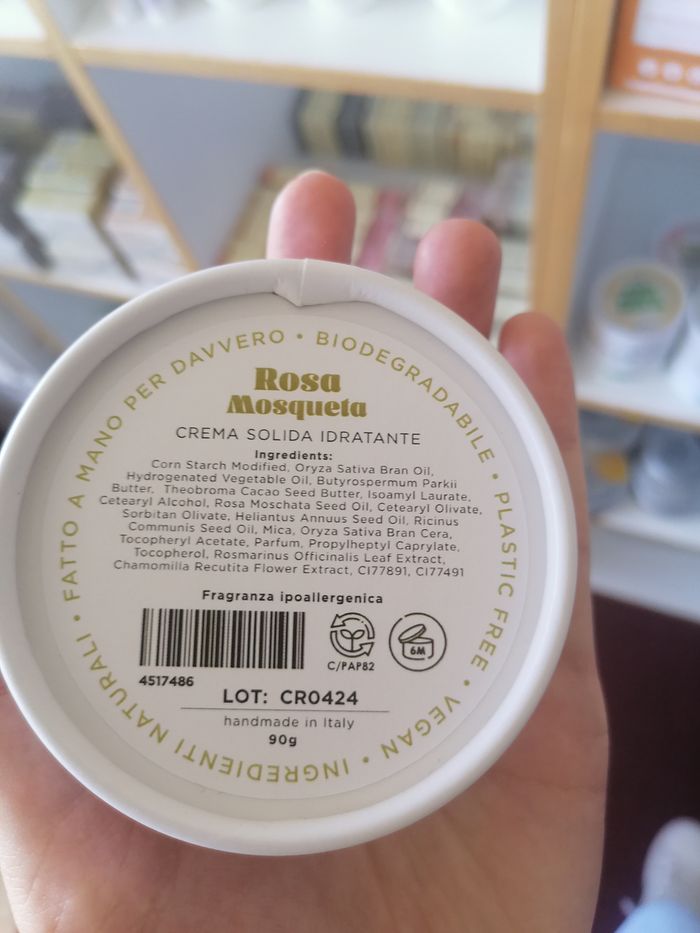 FATTO A MANO PER DAVVERO • BIODEGRADABILE • PLASTIC FREE • VEGAN • INGREDIENTI NATURALI •
Rosa
Mosqueta
CREMA SOLIDA IDRATANTE
Ingredients:
Corn Starch Modified, Oryza Sativa Bran Oil,
Hydrogenated Vegetable Oil, Butyrospermum Parkii
Butter, Theobroma Cacao Seed Butter, Isoamyl Laurate,
Cetearyl Alcohol, Rosa Moschata Seed Oil, Cetearyl Olivate,
Sorbitan Olivate, Heliantus Annuus Seed Oil, Ricinus
Communis Seed Oil, Mica, Oryza Sativa Bran Cera,
Tocopheryl Acetate, Parfum, Propylheptyl Caprylate,
Tocopherol, Rosmarinus Officinalis Leaf Extract,
Chamomilla Recutita Flower Extract, CI77891, CI77491
Fragranza ipoallergenica
C/PAP82
6M
4517486
LOT: CR0424
handmade in Italy
90g